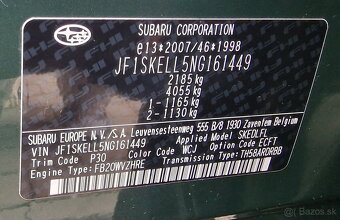 SUBARU CORPORATION
e13*2007/46*1998
JF1SKELL5NG161449
2185 kg
4055 kg
1 - 1165 kg
2 - 1130 kg
SUBARU EUROPE N.V./S.A. Leuvensesteenweg 555 B/8 1930 Zaventem Belgium
VIN JF1SKELL5NG161449 Applied Model SKEDLFL
Trim Code P30 Color Code WCJ Option Code ECFT
Engine Type: FB20WVZHRE TH58ARDRBB
Bazos.sk